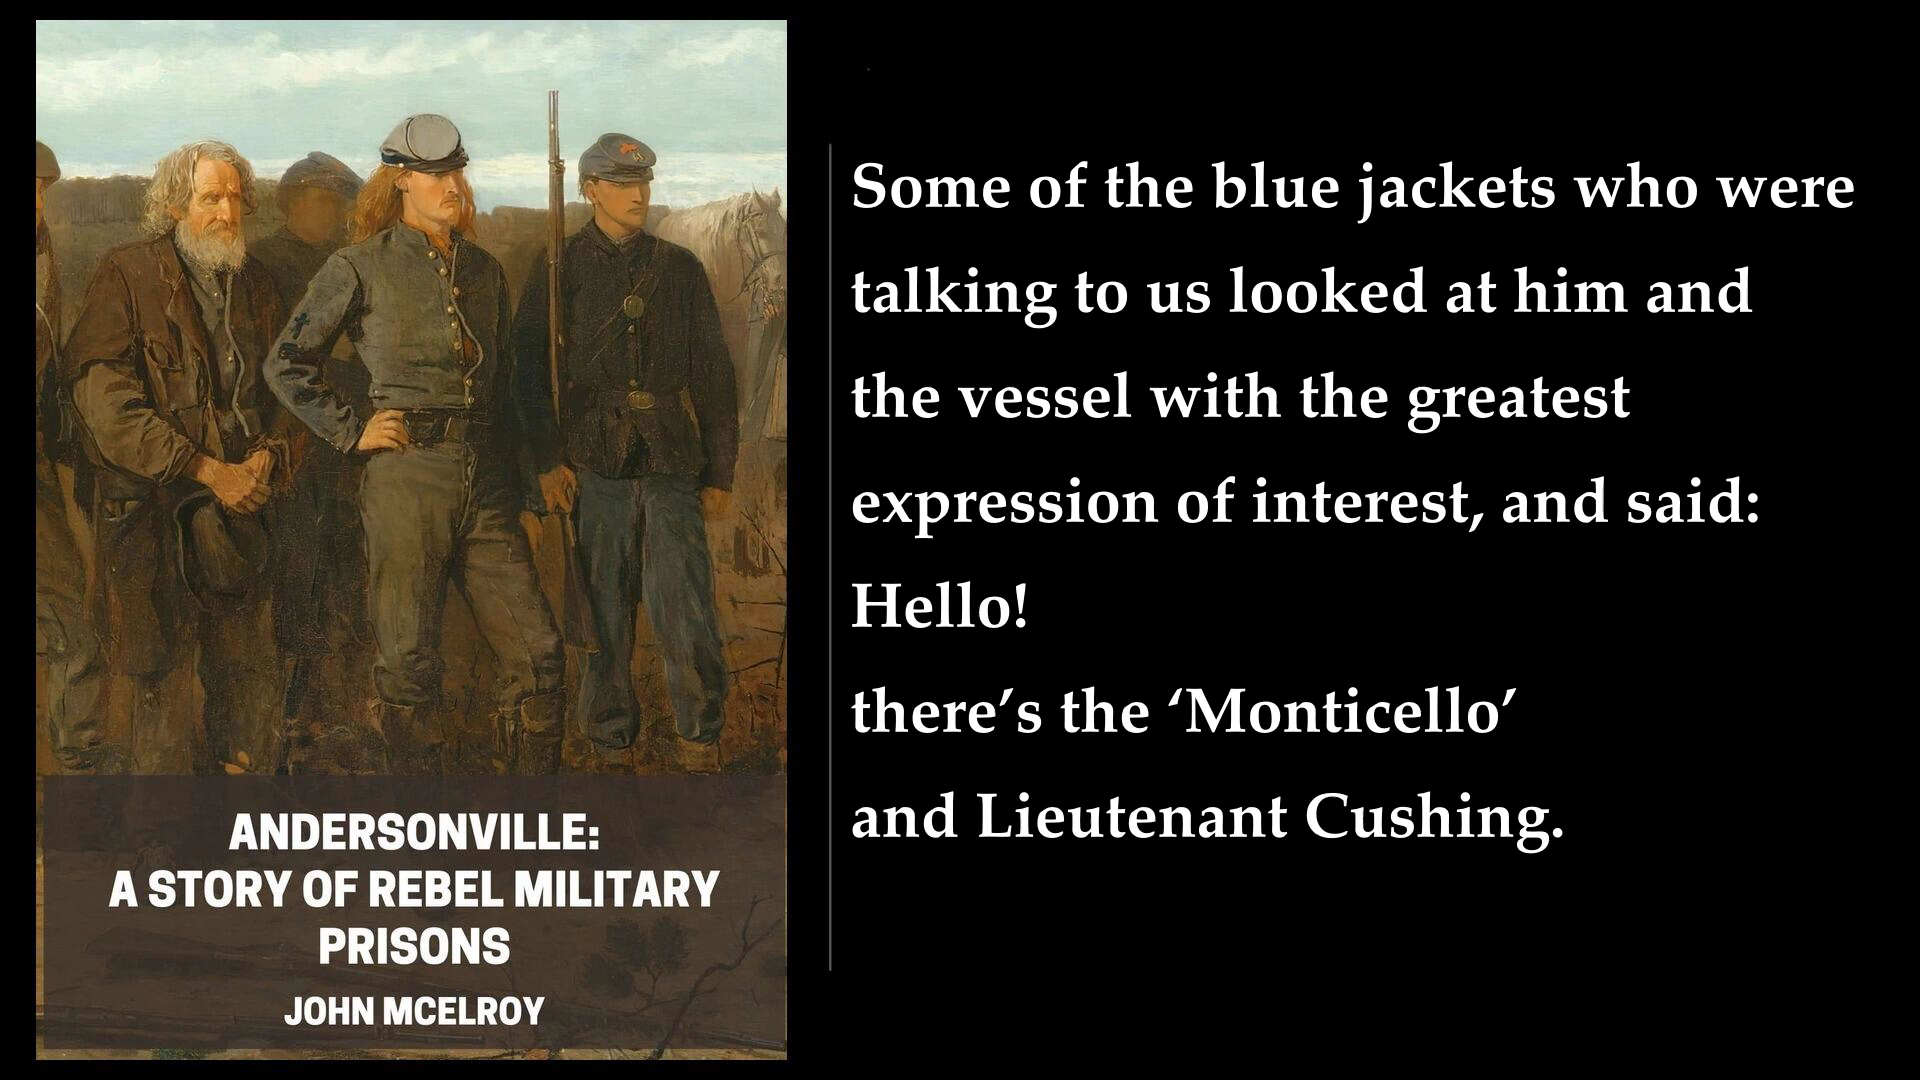 ANDERSONVILLE:
A STORY OF REBEL MILITARY
PRISONS
JOHN MCELROY
Some of the blue jackets who were
talking to us looked at him and
the vessel with the greatest
expression of interest, and said:
Hello!
there’s the ‘Monticello’
and Lieutenant Cushing.